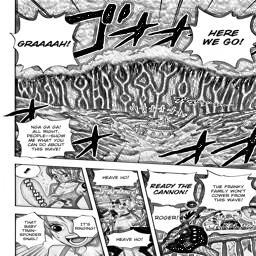 GRAAAAH!
ゴオオ
HERE
WE GO!
NGA GA GA!
ALL RIGHT,
PEOPLE--SHOW
ME WHAT YOU
CAN DO ABOUT
THIS WAVE!
HEAVE HO!
READY THE
CANNON!
THE FRANKY
FAMILY WON'T
COWER FROM
THIS WAVE!
ROGER!
THAT
BABY
TRAN-
SPONDER
SNAIL!
IT'S
RINGING!
HEAVE
HO!